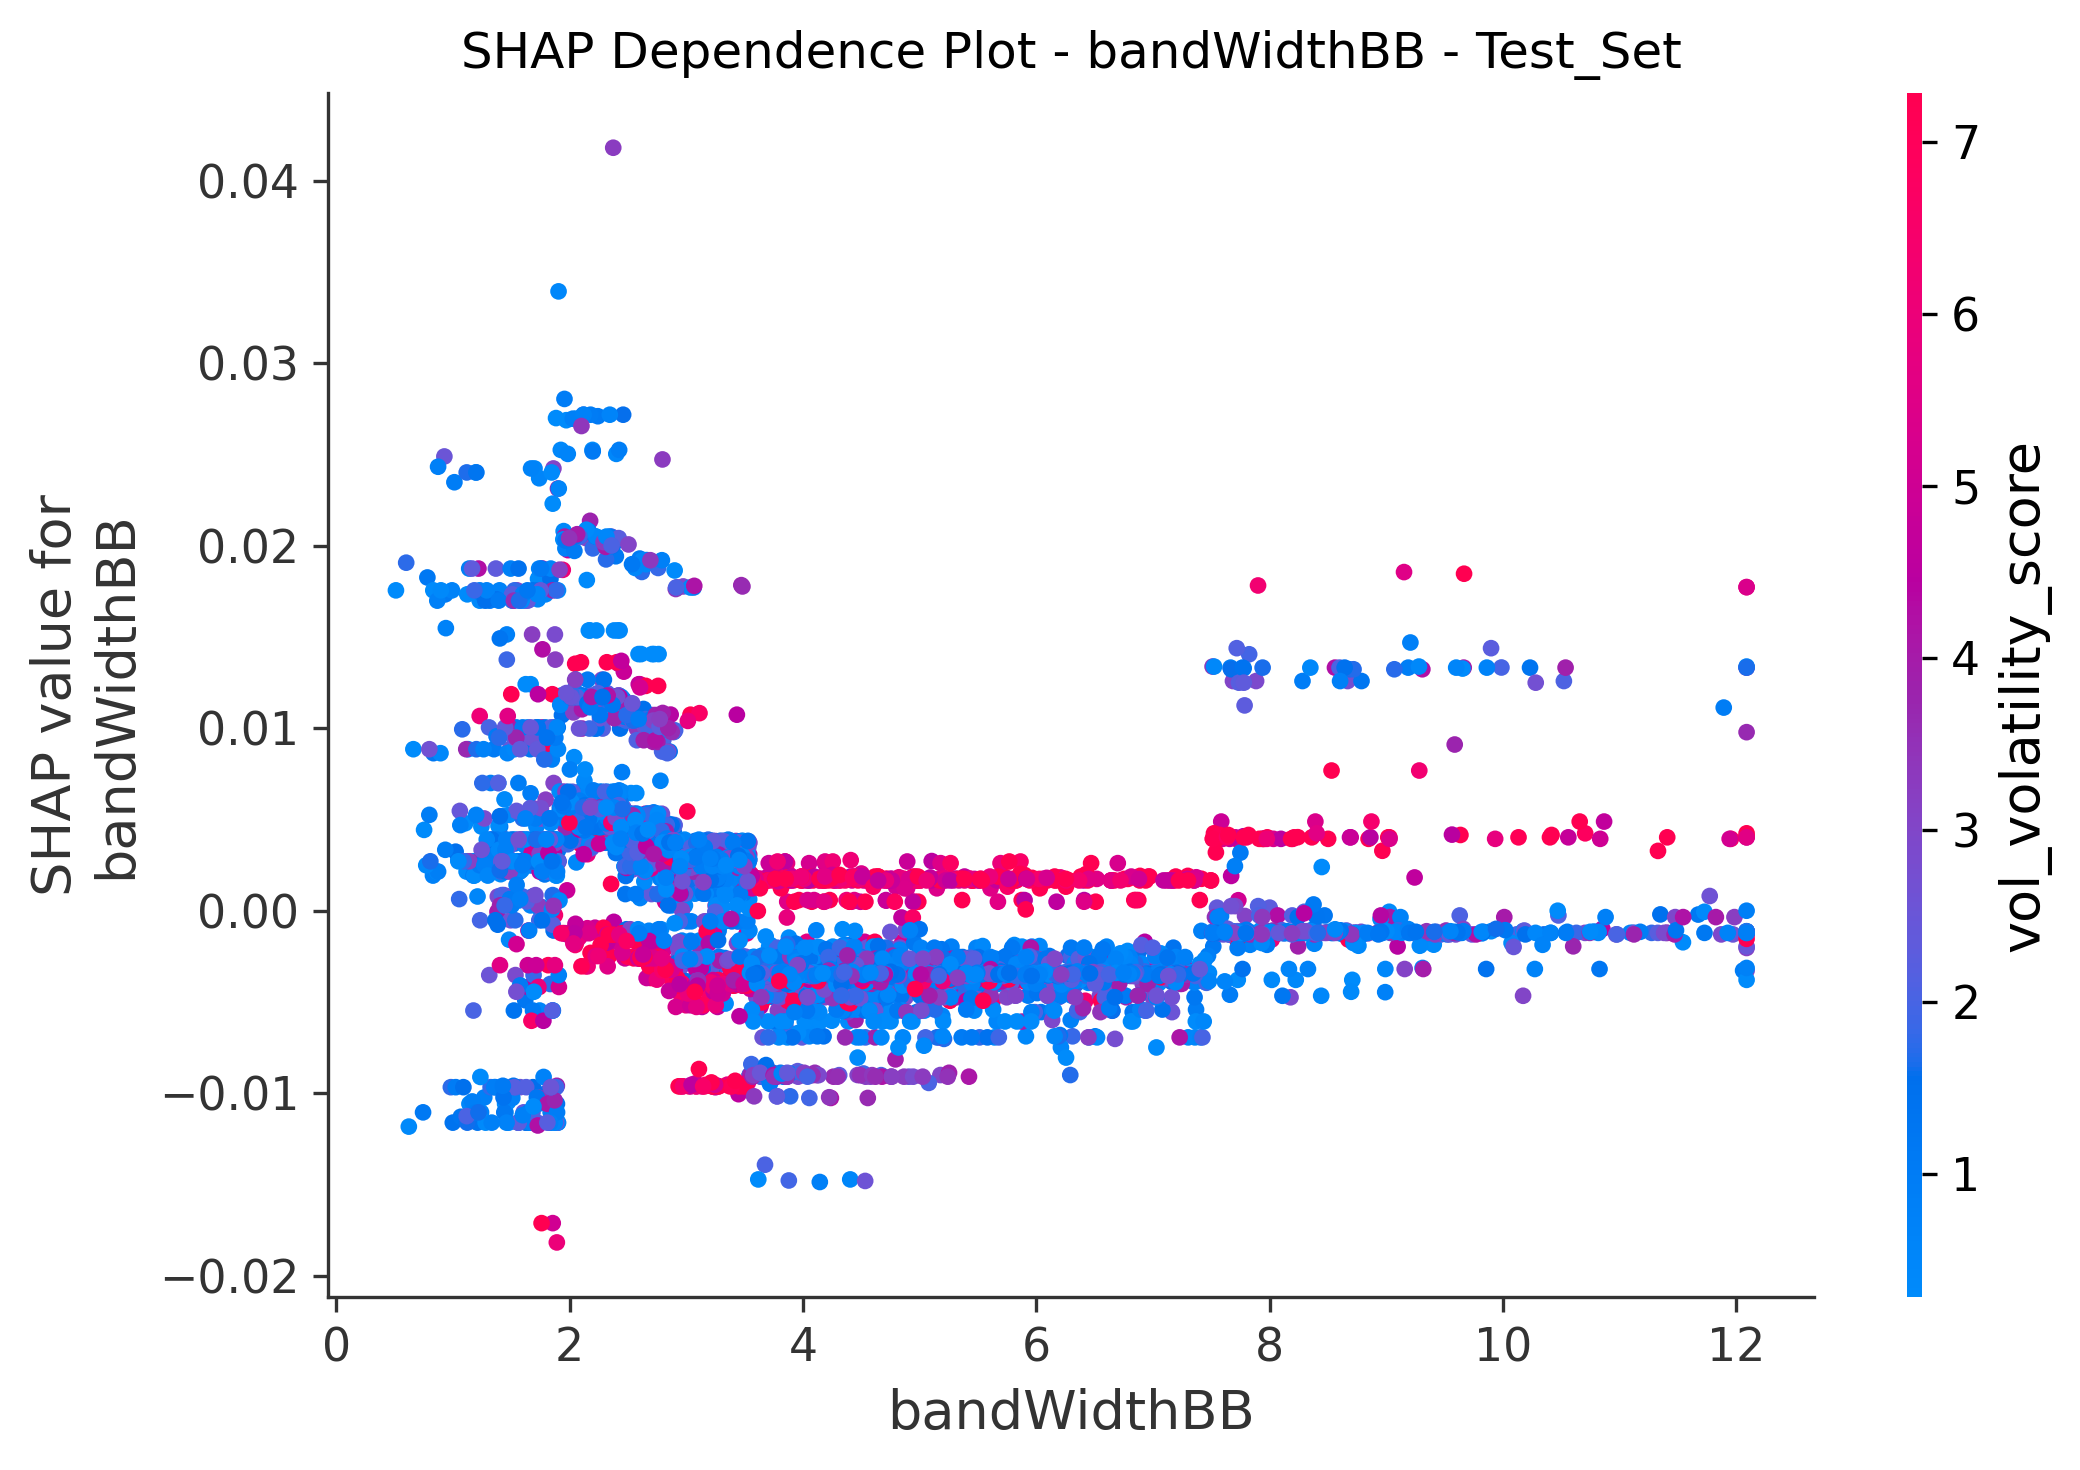 SHAP Dependence Plot - bandWidthBB - Test_Set
SHAP value for
bandWidthBB
0.04
0.03
0.02
0.01
0.00
−0.01
−0.02
0 2 4 6 8 10 12
bandWidthBB
7
6
5
4
3
2
1
vol_volatility_score